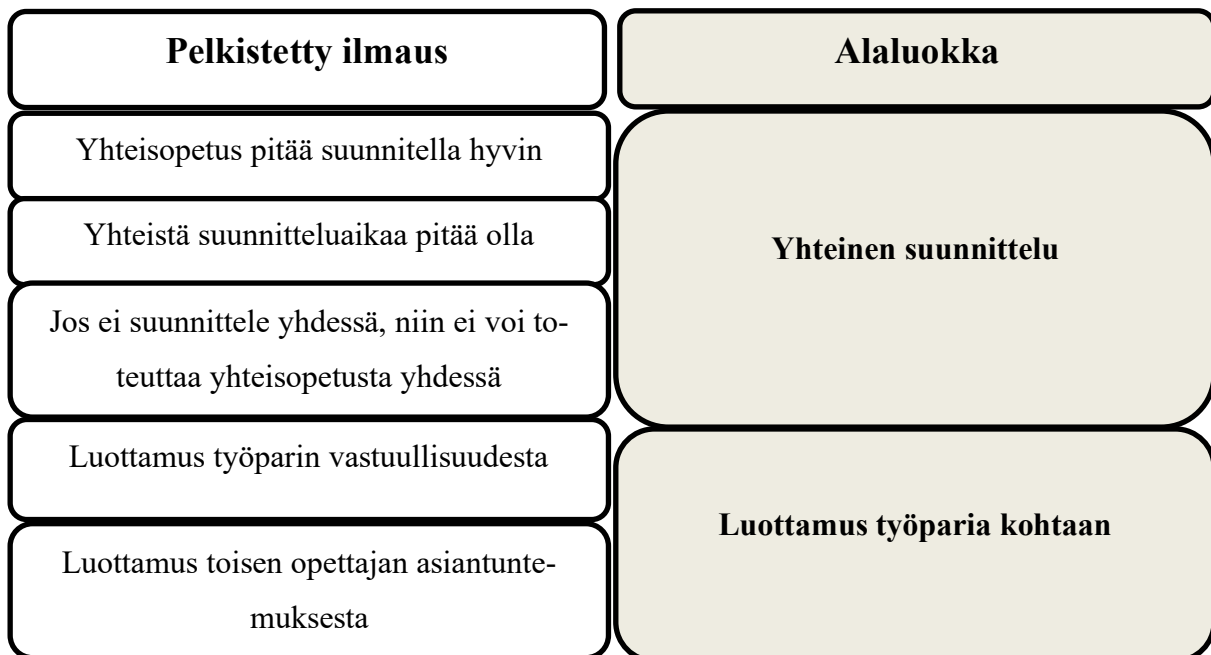 Pelkistetty ilmaus
Alaluokka
Yhteisopetus pitää suunnitella hyvin
Yhteistä suunnitteluaikaa pitää olla
Jos ei suunnittele yhdessä, niin ei voi to-
teuttaa yhteisopetusta yhdessä
Yhteinen suunnittelu
Luottamus työparin vastuullisuudesta
Luottamus toisen opettajan asiantunte-
muksesta
Luottamus työparia kohtaan